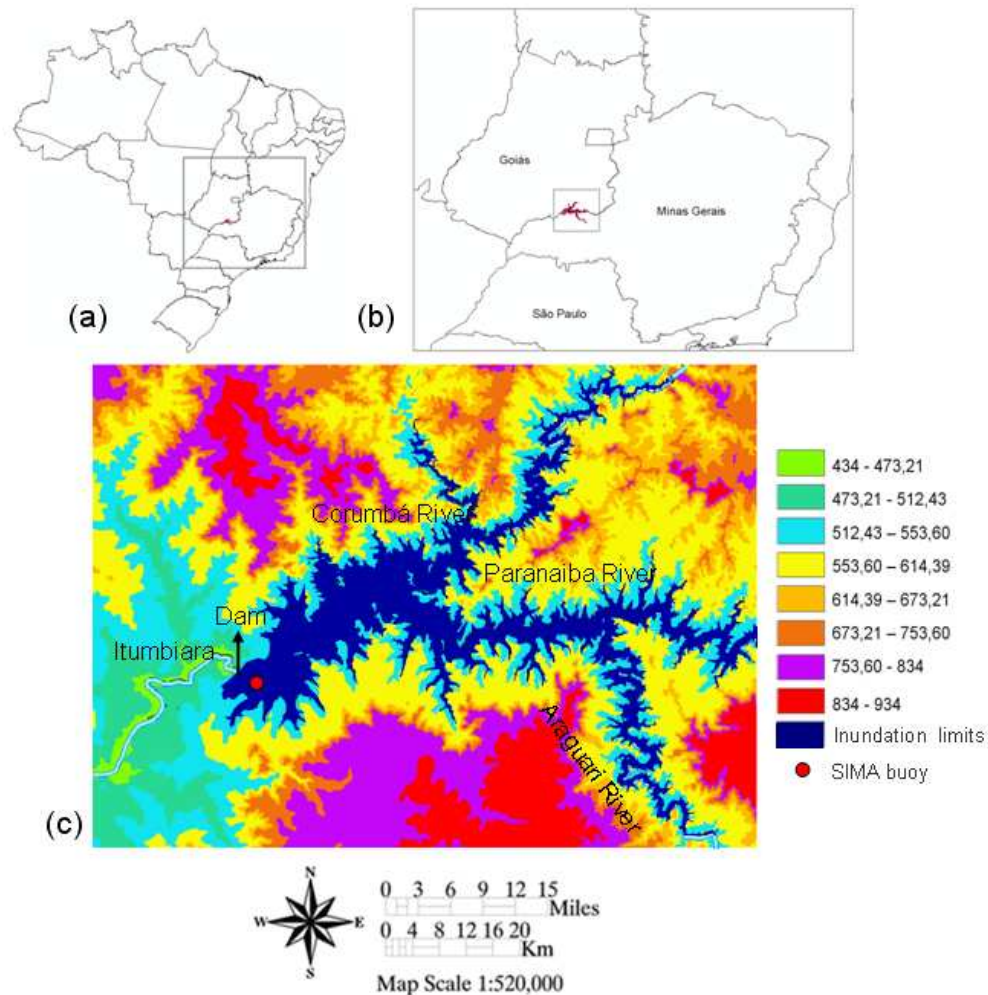 (a)
(b)
Goiás
Minas Gerais
São Paulo
(c)
Corumbá River
Paranaiba River
Dam
Itumbiara
Araguari River
434 - 473,21
473,21 - 512,43
512,43 – 553,60
553,60 - 614,39
614,39 – 673,21
673,21 - 753,60
753,60 - 834
834 - 934
Inundation limits
SIMA buoy
N
W
E
S
0 3 6 9 12 15
Miles
0 4 8 12 16 20
Km
Map Scale 1:520,000